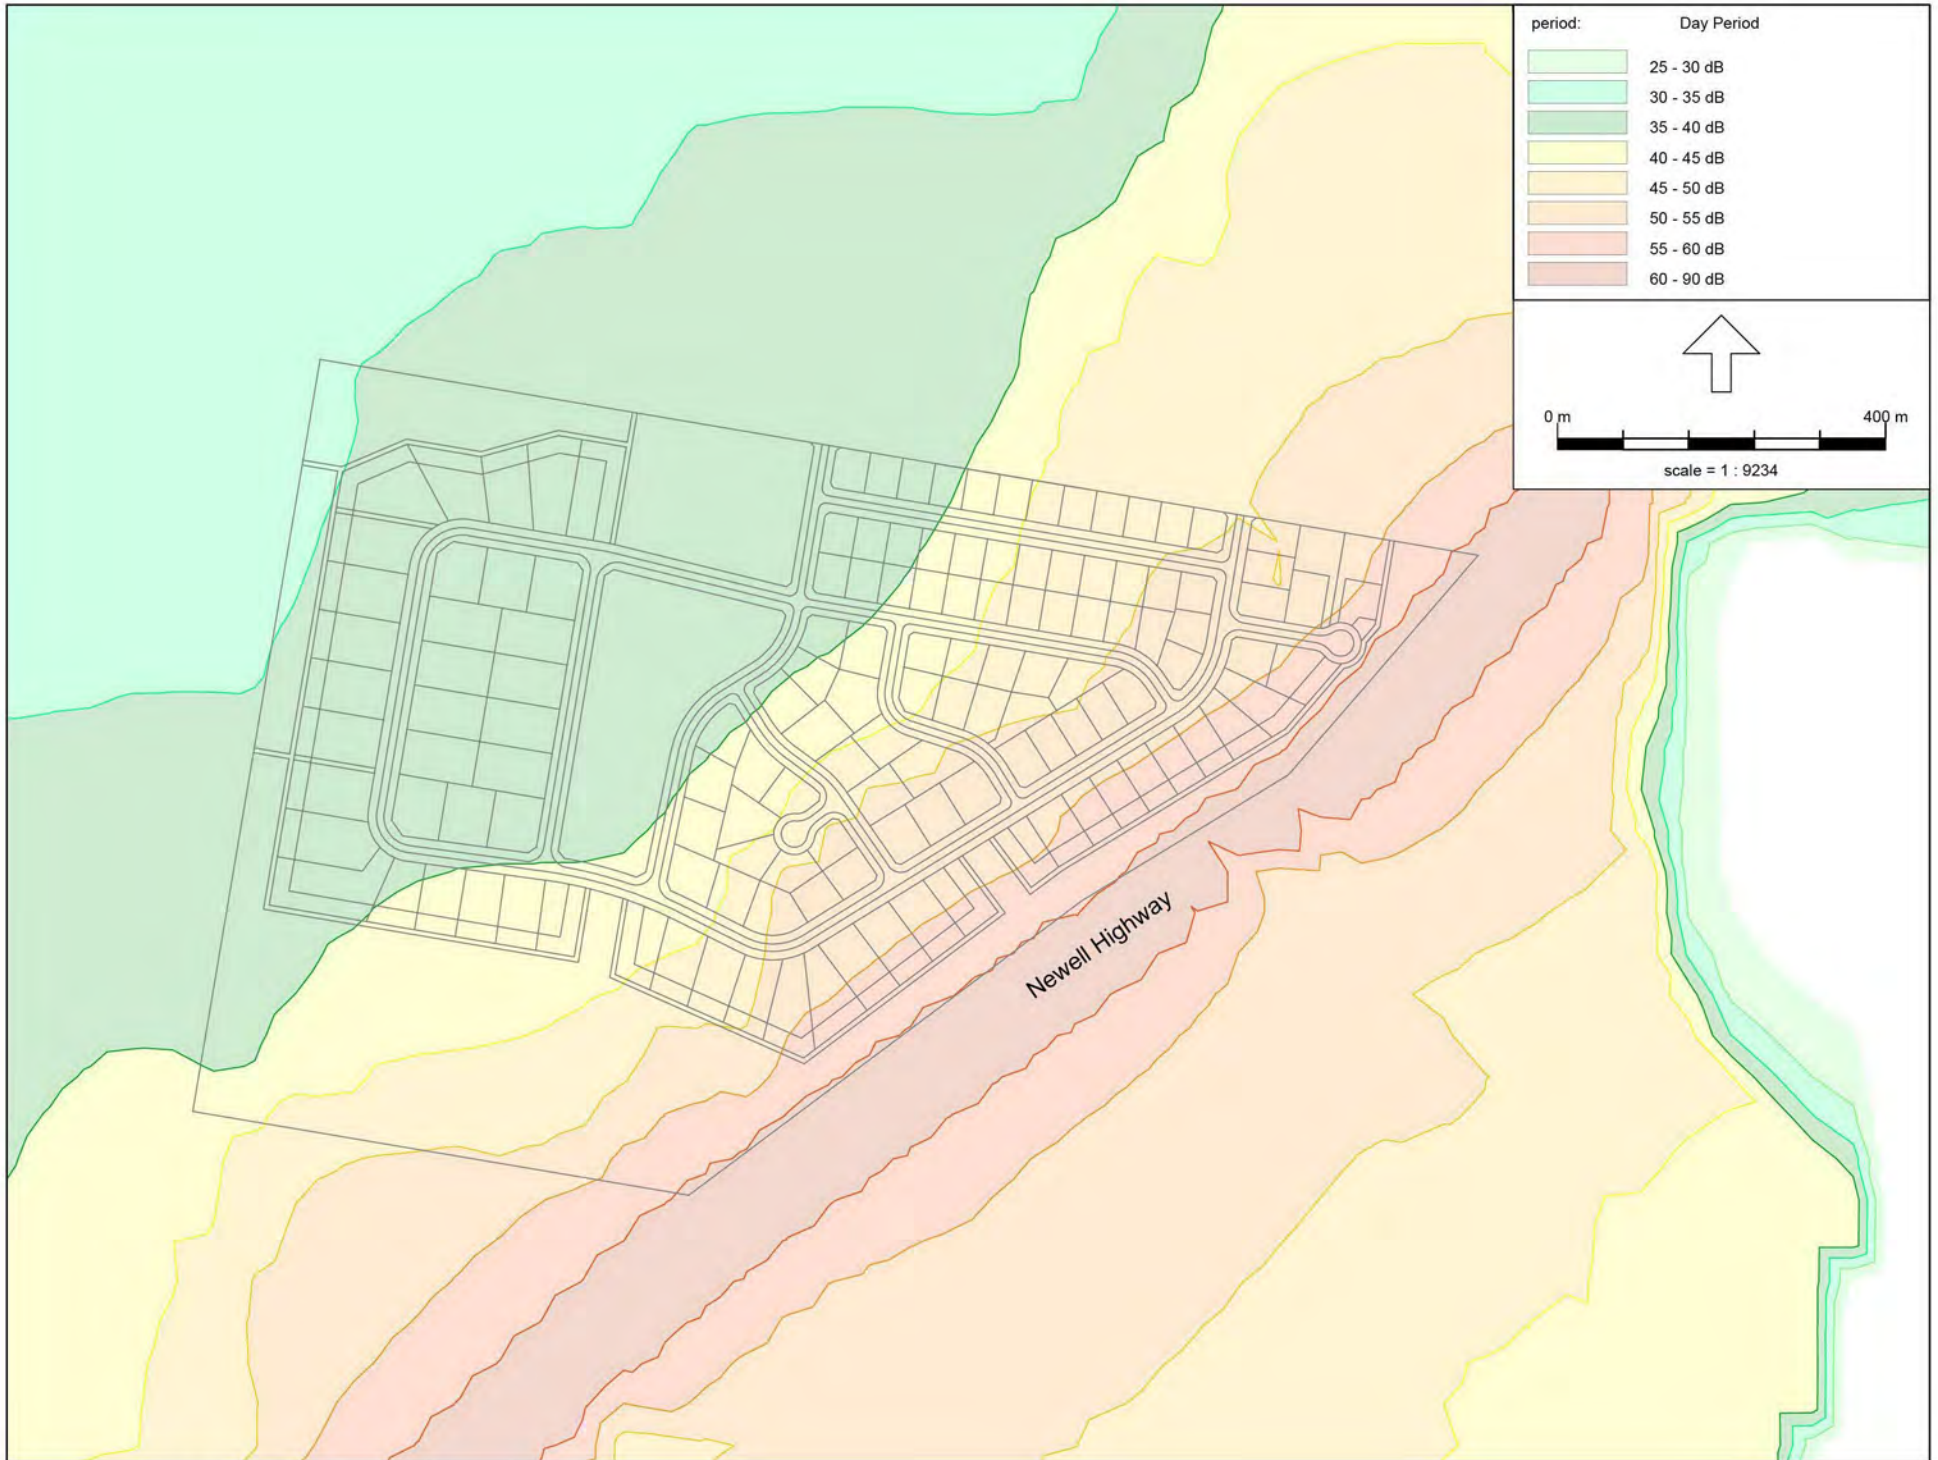 period: Day Period
25 - 30 dB
30 - 35 dB
35 - 40 dB
40 - 45 dB
45 - 50 dB
50 - 55 dB
55 - 60 dB
60 - 90 dB
0 m 400 m
scale = 1 : 9234
Newell Highway